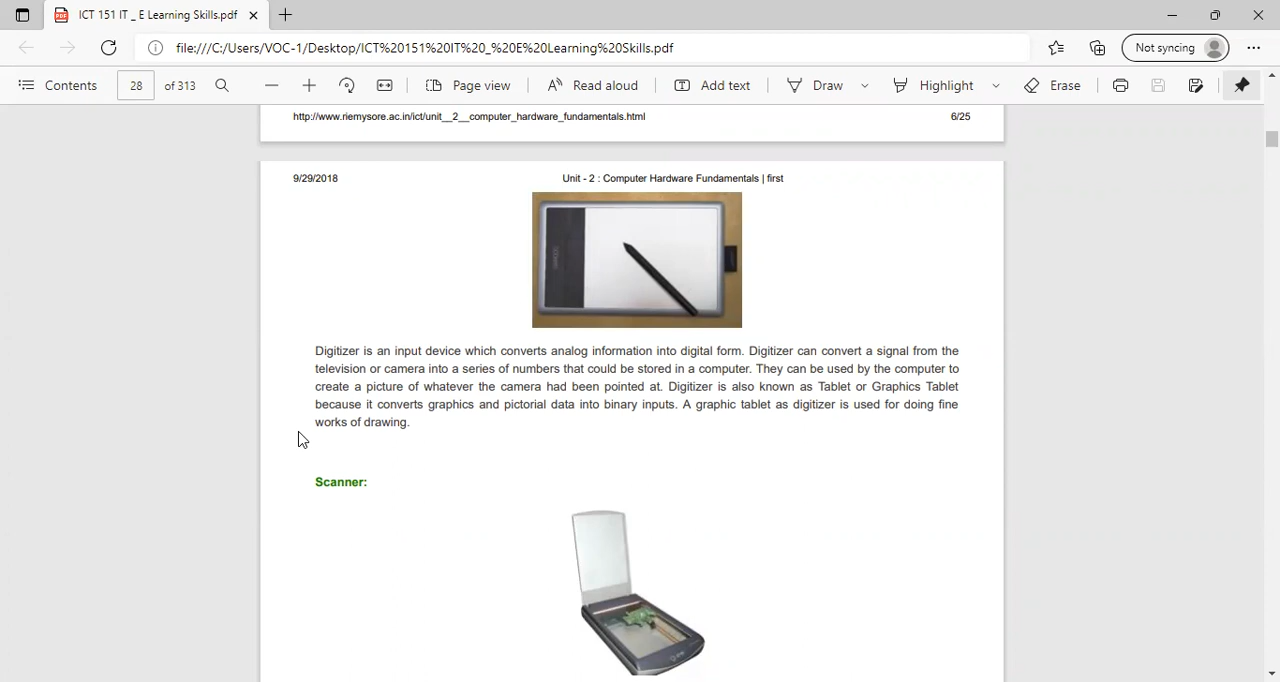 ICT 151 IT _ E Learning Skills.pdf
file:///C:/Users/VOC-1/Desktop/ICT%20151%20IT%20_%20E%20Learning%20Skills.pdf
Not syncing
Contents 28 of 313 Page view Read aloud Add text Draw Highlight Erase
http://www.riemysore.ac.in/ict/unit__2__computer_hardware_fundamentals.html 6/25
9/29/2018 Unit - 2 : Computer Hardware Fundamentals | first
Digitizer is an input device which converts analog information into digital form. Digitizer can convert a signal from the
television or camera into a series of numbers that could be stored in a computer. They can be used by the computer to
create a picture of whatever the camera had been pointed at. Digitizer is also known as Tablet or Graphics Tablet
because it converts graphics and pictorial data into binary inputs. A graphic tablet as digitizer is used for doing fine
works of drawing.
Scanner: